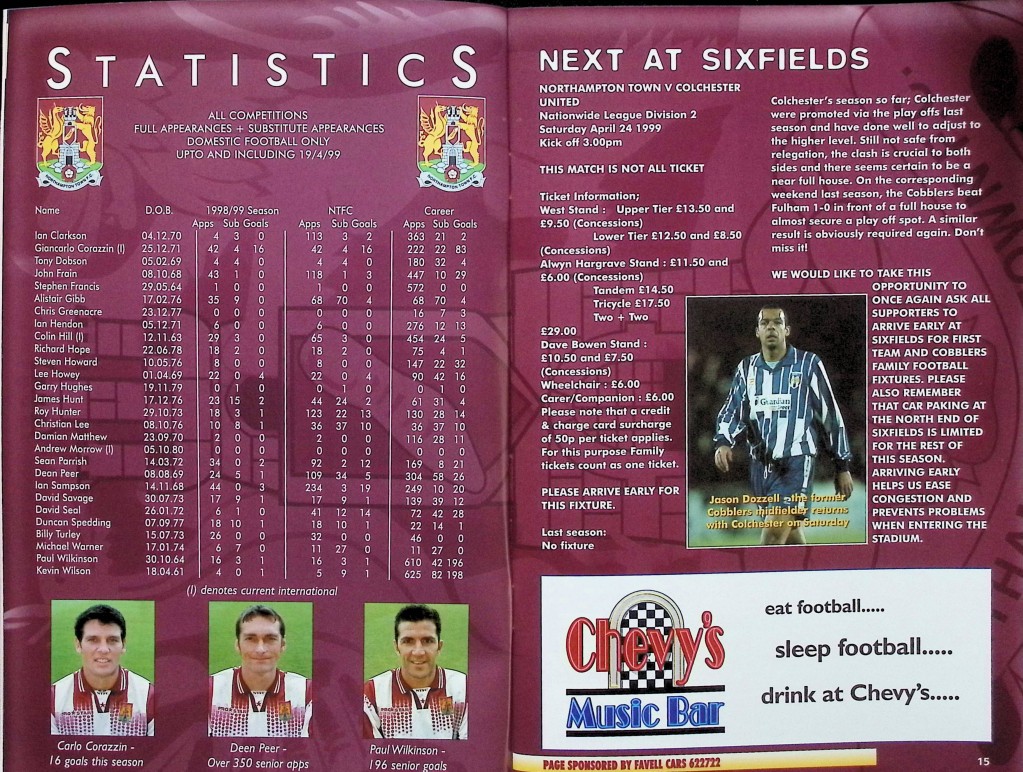 STATISTICS
ALL COMPETITIONS
FULL APPEARANCES + SUBSTITUTE APPEARANCES
DOMESTIC FOOTBALL ONLY
UPTO AND INCLUDING 19/4/99
NORTHAMPTON TOWN F.C.
NORTHAMPTON TOWN F.C.
Name D.O.B. 1998/99 Season NTFC Career
Apps Sub Goals Apps Sub Goals Apps Sub Goals
Ian Clarkson 04.12.70 4 3 0 113 3 2 363 21 2
Giancarlo Corazzin (I) 25.12.71 42 4 16 42 4 16 222 22 83
Tony Dobson 05.02.69 4 4 0 4 4 0 180 32 4
John Frain 08.10.68 43 1 0 118 1 3 447 10 29
Stephen Francis 29.05.64 1 0 0 1 0 0 572 0 0
Alistair Gibb 17.02.76 35 9 0 68 70 4 68 70 4
Chris Greenacre 23.12.77 0 0 0 0 0 0 16 7 3
Ian Hendon 05.12.71 6 0 0 6 0 0 276 12 13
Colin Hill (I) 12.11.63 29 3 0 65 3 0 454 24 5
Richard Hope 22.06.78 18 2 0 18 2 0 75 4 1
Steven Howard 10.05.76 8 0 0 8 0 0 147 22 32
Lee Howey 01.04.69 22 0 4 22 0 4 90 42 16
Garry Hughes 19.11.79 0 0 0 0 1 0 0 1 0
James Hunt 17.12.76 23 15 2 44 24 2 61 31 4
Roy Hunter 29.10.73 18 3 1 123 22 13 130 28 14
Christian Lee 08.10.76 10 8 1 36 37 10 36 37 10
Damian Matthew 23.09.70 2 0 0 2 0 0 116 28 11
Andrew Morrow (I) 05.10.80 0 0 0 0 0 0 0 0 0
Sean Parrish 14.03.72 34 0 2 92 2 12 169 8 21
Dean Peer 08.08.69 24 5 1 109 34 5 304 58 26
Ian Sampson 14.11.68 44 0 3 234 3 19 249 10 20
David Savage 30.07.73 17 9 1 17 9 1 139 39 12
David Seal 26.01.72 6 1 0 41 12 14 72 42 28
Duncan Spedding 07.09.77 18 10 1 18 10 1 22 14 1
Billy Turley 15.07.73 26 0 0 32 0 0 46 0 0
Michael Warner 17.01.74 6 7 0 11 27 0 11 27 0
Paul Wilkinson 30.10.64 16 3 1 16 3 1 610 42 196
Kevin Wilson 18.04.61 4 0 1 5 9 1 625 82 198
(I) denotes current international
Carlo Corazzin -
16 goals this season
Deen Peer -
Over 350 senior apps
Paul Wilkinson -
196 senior goals
NEXT AT SIXFIELDS
NORTHAMPTON TOWN V COLCHESTER
UNITED
Nationwide League Division 2
Saturday April 24 1999
Kick off 3.00pm
THIS MATCH IS NOT ALL TICKET
Ticket Information;
West Stand : Upper Tier £13.50 and
£9.50 (Concessions)
Lower Tier £12.50 and £8.50
(Concessions)
Alwyn Hargrave Stand : £11.50 and
£6.00 (Concessions)
Tandem £14.50
Tricycle £17.50
Two + Two
£29.00
Dave Bowen Stand :
£10.50 and £7.50
(Concessions)
Wheelchair : £6.00
Carer/Companion : £6.00
Please note that a credit
& charge card surcharge
of 50p per ticket applies.
For this purpose Family
tickets count as one ticket.
PLEASE ARRIVE EARLY FOR
THIS FIXTURE.
Last season:
No fixture
Colchester's season so far; Colchester
were promoted via the play offs last
season and have done well to adjust to
the higher level. Still not safe from
relegation, the clash is crucial to both
sides and there seems certain to be a
near full house. On the corresponding
weekend last season, the Cobblers beat
Fulham 1-0 in front of a full house to
almost secure a play off spot. A similar
result is obviously required again. Don't
miss it!
WE WOULD LIKE TO TAKE THIS
OPPORTUNITY TO
ONCE AGAIN ASK ALL
SUPPORTERS TO
ARRIVE EARLY AT
SIXFIELDS FOR FIRST
TEAM AND COBBLERS
FAMILY FOOTBALL
FIXTURES. PLEASE
ALSO REMEMBER
THAT CAR PAKING AT
THE NORTH END OF
SIXFIELDS IS LIMITED
FOR THE REST OF
THIS SEASON.
ARRIVING EARLY
HELPS US EASE
CONGESTION AND
PREVENTS PROBLEMS
WHEN ENTERING THE
STADIUM.
Guardian
Jason Dozzell - the former
Cobblers midfielder returns
with Colchester on Saturday
Chevy's
Music Bar
eat football.....
sleep football.....
drink at Chevy's.....
PAGE SPONSORED BY FAVELL CARS 622722
15